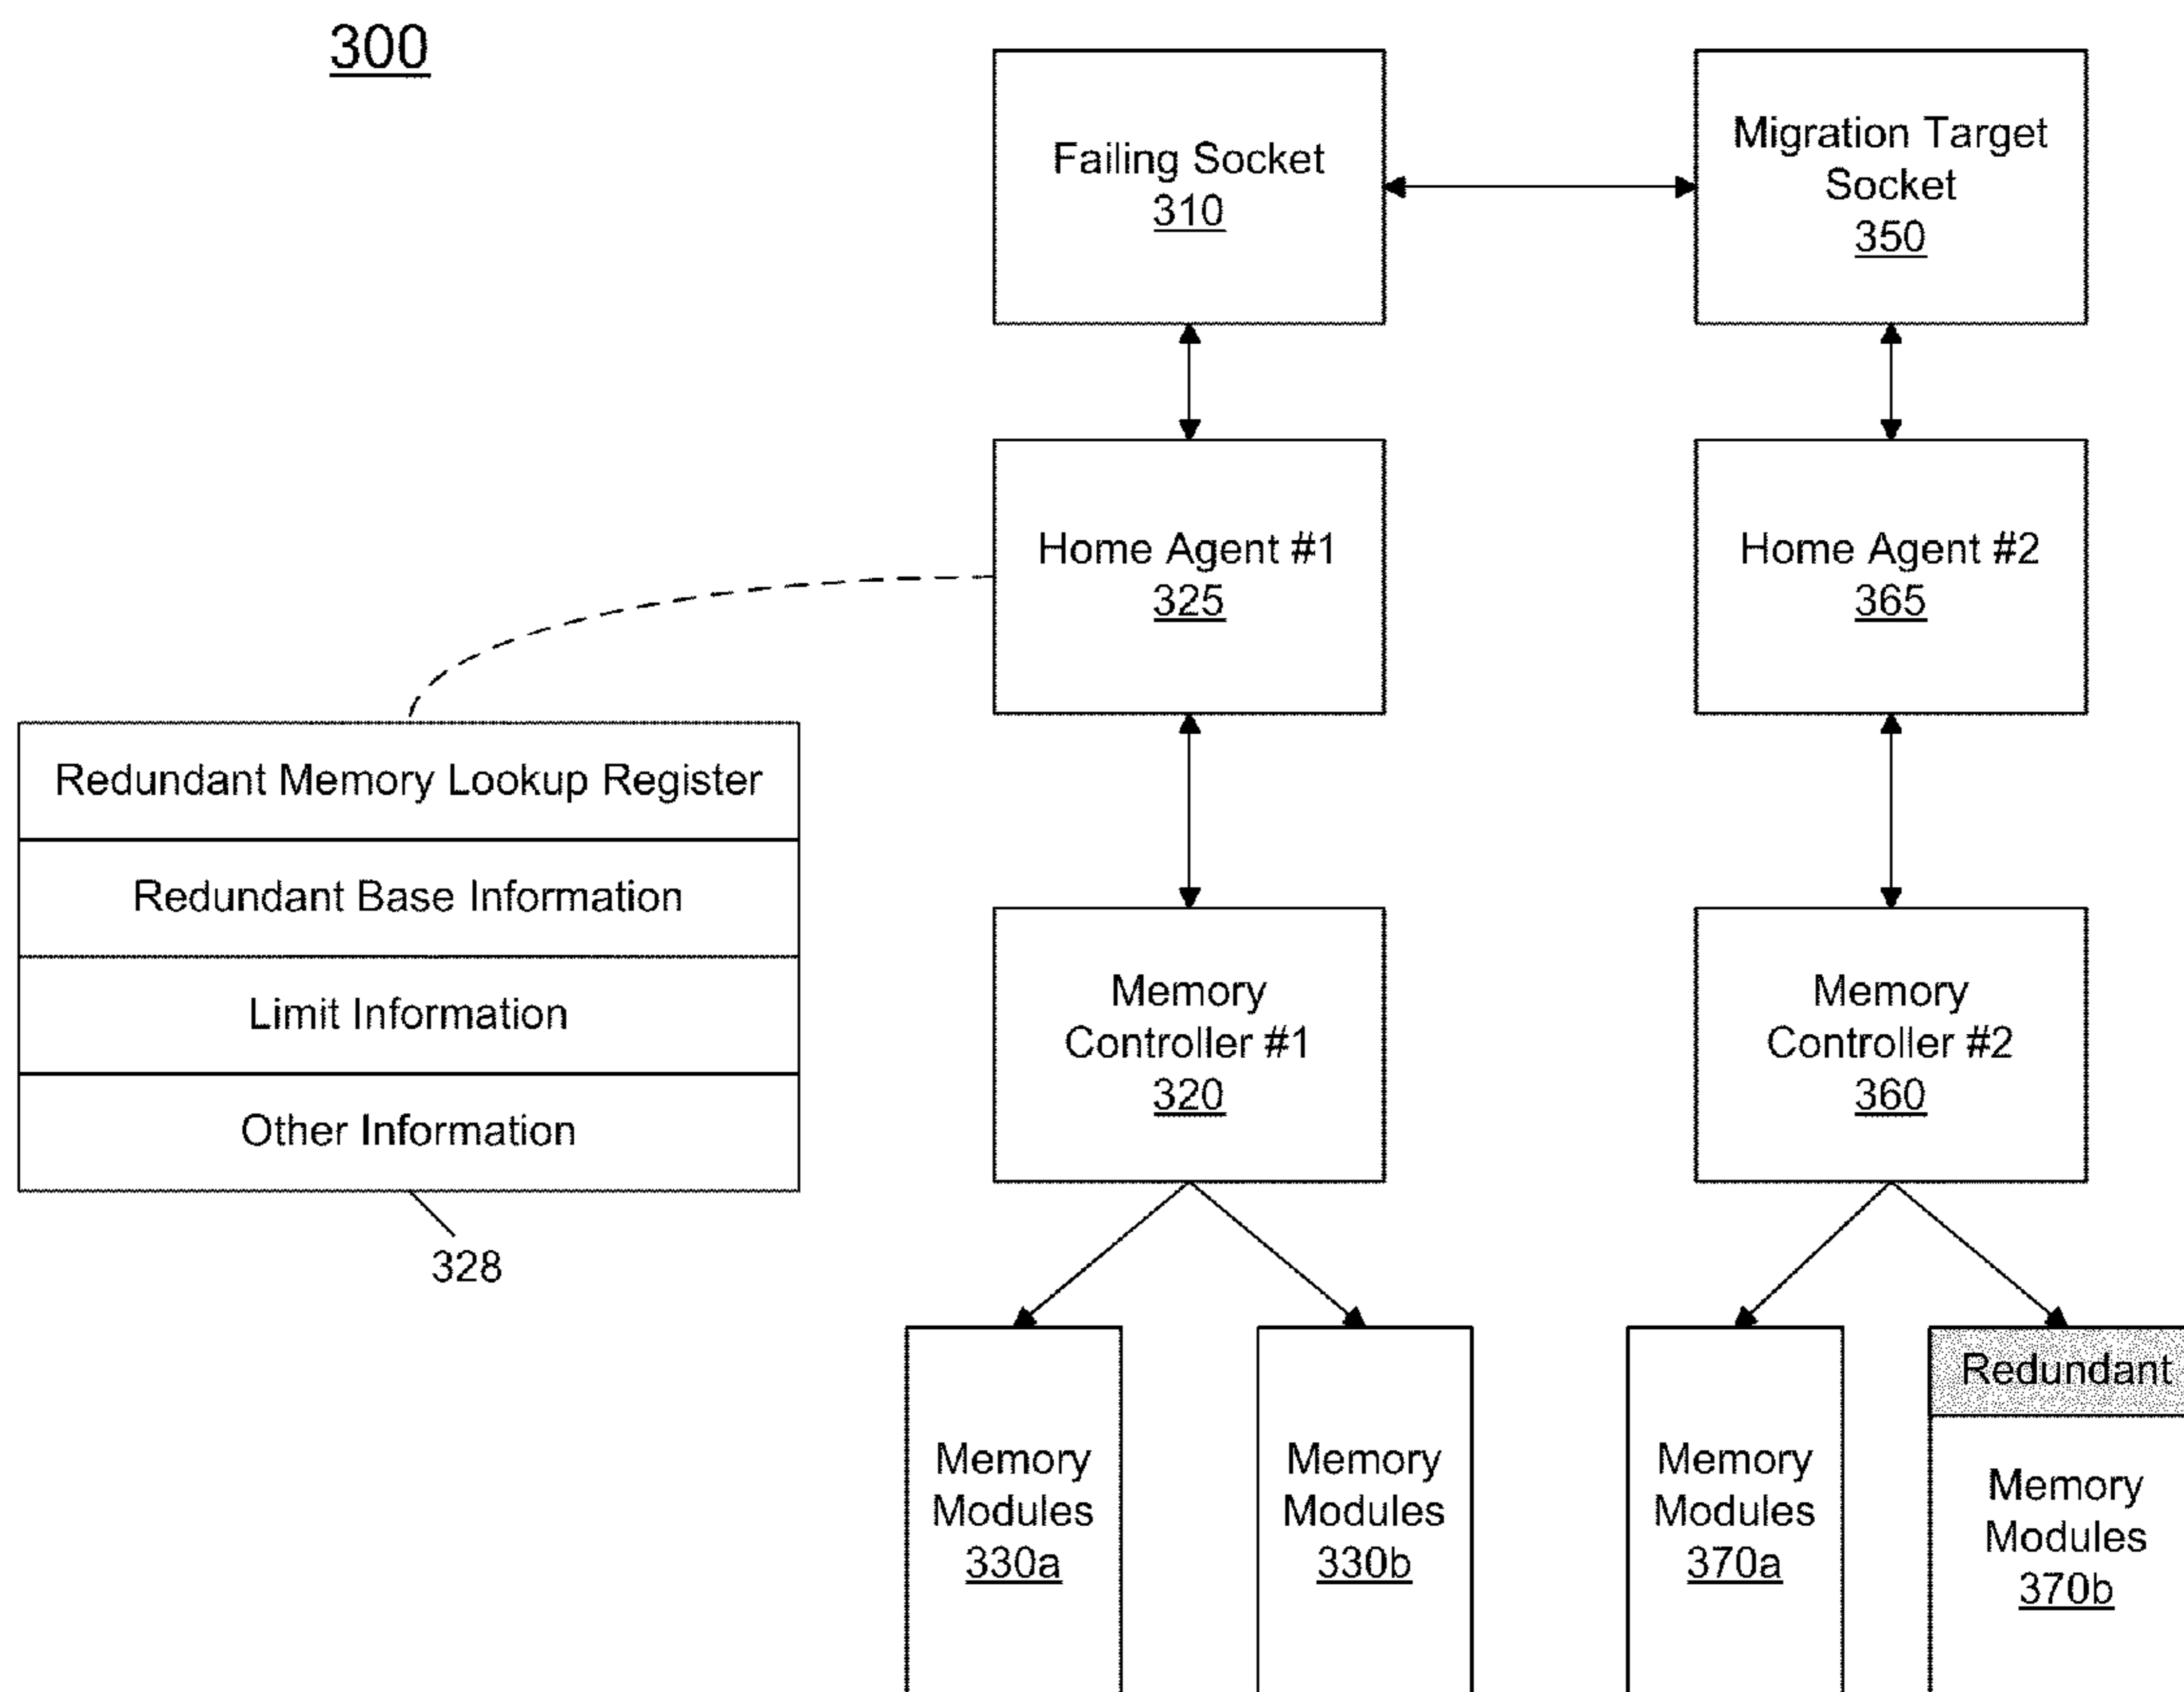 300
Failing Socket
310
Migration Target
Socket
350
Home Agent #1
325
Home Agent #2
365
Redundant Memory Lookup Register
Redundant Base Information
Limit Information
Other Information
328
Memory
Controller #1
320
Memory
Controller #2
360
Memory
Modules
330a
Memory
Modules
330b
Memory
Modules
370a
Redundant
Memory
Modules
370b